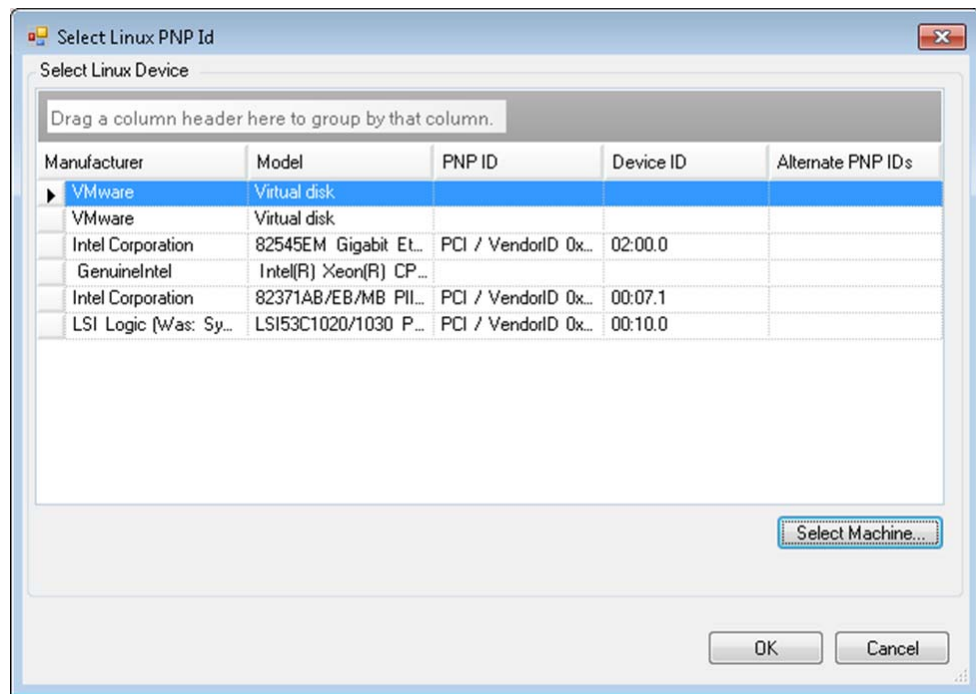 Select Linux PNP Id
Select Linux Device
Drag a column header here to group by that column.
Manufacturer Model PNP ID Device ID Alternate PNP IDs
VMware Virtual disk
VMware Virtual disk
Intel Corporation 82545EM Gigabit Et... PCI / VendorID 0x... 02:00.0
GenuineIntel Intel(R) Xeon(R) CP...
Intel Corporation 82371AB/EB/MB PII... PCI / VendorID 0x... 00:07.1
LSI Logic (Was: Sy... LSI53C1020/1030 P... PCI / VendorID 0x... 00:10.0
Select Machine...
OK Cancel